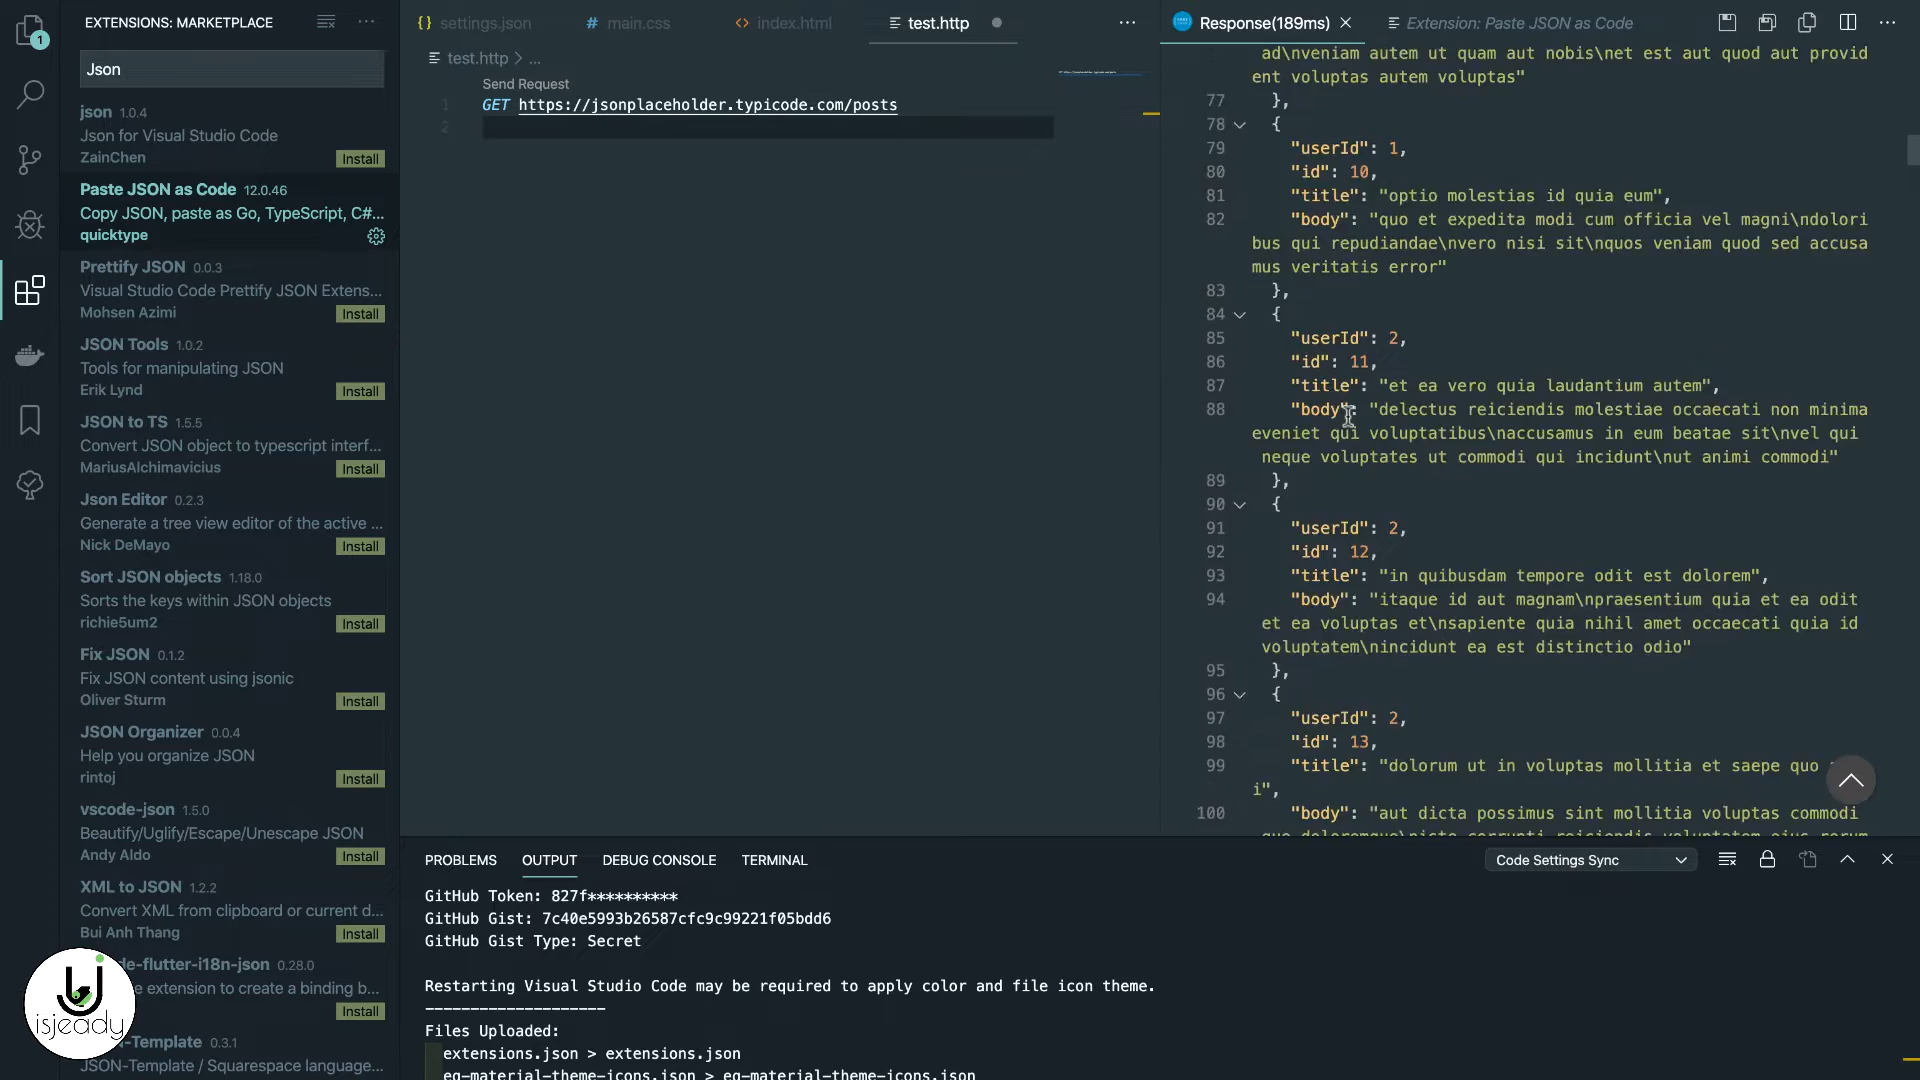 1
EXTENSIONS: MARKETPLACE
Json
json 1.0.4
Json for Visual Studio Code
ZainChen
Install
Paste JSON as Code 12.0.46
Copy JSON, paste as Go, TypeScript, C#...
quicktype
Prettify JSON 0.0.3
Visual Studio Code Prettify JSON Extens...
Mohsen Azimi
Install
JSON Tools 1.0.2
Tools for manipulating JSON
Erik Lynd
Install
JSON to TS 1.5.5
Convert JSON object to typescript interf...
MariusAlchimavicius
Install
Json Editor 0.2.3
Generate a tree view editor of the active ...
Nick DeMayo
Install
Sort JSON objects 1.18.0
Sorts the keys within JSON objects
richie5um2
Install
Fix JSON 0.1.2
Fix JSON content using jsonic
Oliver Sturm
Install
JSON Organizer 0.0.4
Help you organize JSON
rintoj
Install
vscode-json 1.5.0
Beautify/Uglify/Escape/Unescape JSON
Andy Aldo
Install
XML to JSON 1.2.2
Convert XML from clipboard or current d...
Bui Anh Thang
Install
de-flutter-i18n-json 0.28.0
e extension to create a binding b...
Install
N-Template 0.3.1
JSON-Template / Squarespace language...
isjeady
{ } settings.json
# main.css
<> index.html
test.http
test.http > ...
Send Request
1 GET https://jsonplaceholder.typicode.com/posts
2
Response(189ms)
Extension: Paste JSON as Code
ad\nveniam autem ut quam aut nobis\net est aut quod aut provid
ent voluptas autem voluptas"
77 },
78 {
79 "userId": 1,
80 "id": 10,
81 "title": "optio molestias id quia eum",
82 "body": "quo et expedita modi cum officia vel magni\ndolori
bus qui repudiandae\nvero nisi sit\nquos veniam quod sed accusa
mus veritatis error"
83 },
84 {
85 "userId": 2,
86 "id": 11,
87 "title": "et ea vero quia laudantium autem",
88 "body": "delectus reiciendis molestiae occaecati non minima
eveniet qui voluptatibus\naccusamus in eum beatae sit\nvel qui
neque voluptates ut commodi qui incidunt\nut animi commodi"
89 },
90 {
91 "userId": 2,
92 "id": 12,
93 "title": "in quibusdam tempore odit est dolorem",
94 "body": "itaque id aut magnam\npraesentium quia et ea odit
et ea voluptas et\nsapiente quia nihil amet occaecati quia id
voluptatem\nincidunt ea est distinctio odio"
95 },
96 {
97 "userId": 2,
98 "id": 13,
99 "title": "dolorum ut in voluptas mollitia et saepe quo
i",
100 "body": "aut dicta possimus sint mollitia voluptas commodi
quo doloremque\niste corrupti reiciendis voluptatem eius rerum
PROBLEMS
OUTPUT
DEBUG CONSOLE
TERMINAL
Code Settings Sync
GitHub Token: 827f**********
GitHub Gist: 7c40e5993b26587cfc9c99221f05bdd6
GitHub Gist Type: Secret
Restarting Visual Studio Code may be required to apply color and file icon theme.
--------------------
Files Uploaded:
extensions.json > extensions.json
eq-material-theme-icons.json > eq-material-theme-icons.json